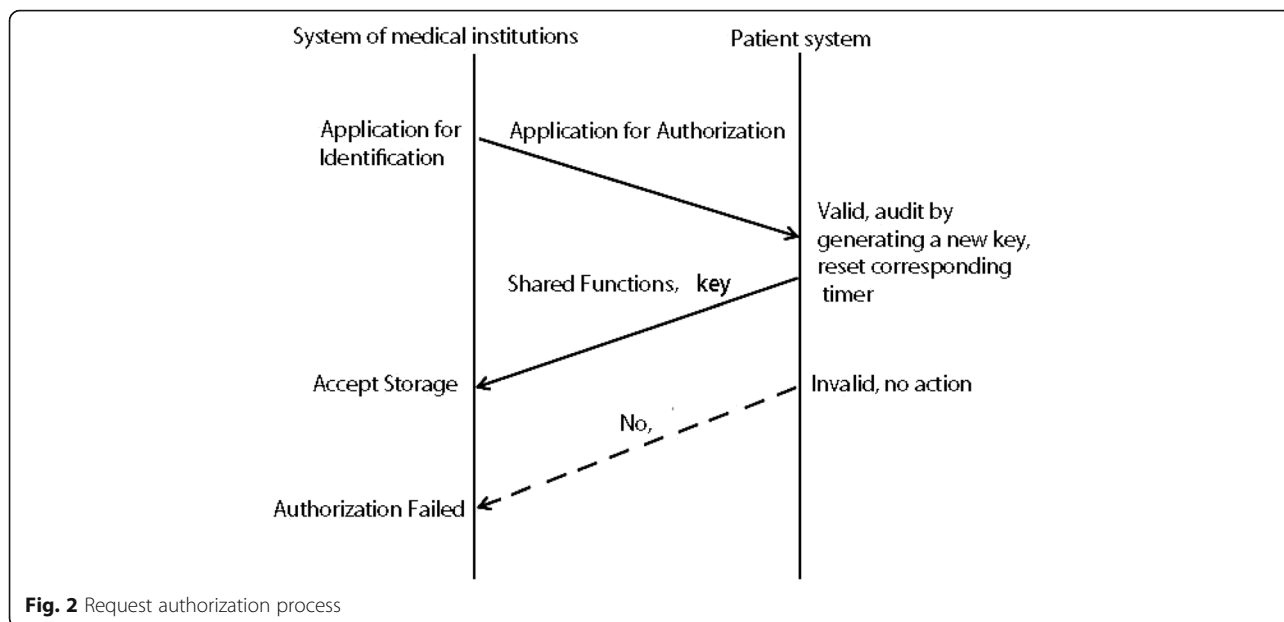 System of medical institutions
Patient system
Application for
Identification
Application for Authorization
Valid, audit by
generating a new key,
reset corresponding
timer
Shared Functions, key
Accept Storage
Invalid, no action
No,
Authorization Failed
Fig. 2 Request authorization process